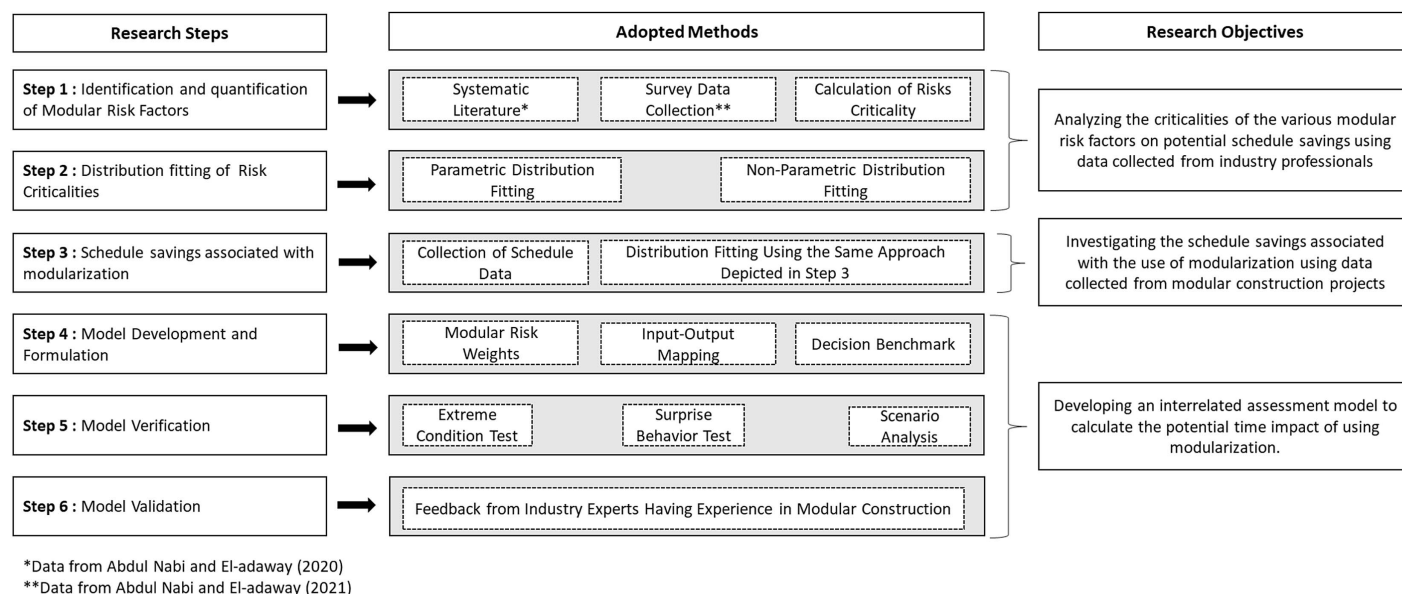 Research Steps
Adopted Methods
Research Objectives
Step 1 : Identification and quantification
of Modular Risk Factors
Systematic
Literature*
Survey Data
Collection**
Calculation of Risks
Criticality
Step 2 : Distribution fitting of Risk
Criticalities
Parametric Distribution
Fitting
Non-Parametric Distribution
Fitting
Analyzing the criticalities of the various modular
risk factors on potential schedule savings using
data collected from industry professionals
Step 3 : Schedule savings associated with
modularization
Collection of Schedule
Data
Distribution Fitting Using the Same Approach
Depicted in Step 3
Investigating the schedule savings associated
with the use of modularization using data
collected from modular construction projects
Step 4 : Model Development and
Formulation
Modular Risk
Weights
Input-Output
Mapping
Decision Benchmark
Step 5 : Model Verification
Extreme
Condition Test
Surprise
Behavior Test
Scenario
Analysis
Step 6 : Model Validation
Feedback from Industry Experts Having Experience in Modular Construction
Developing an interrelated assessment model to
calculate the potential time impact of using
modularization.
*Data from Abdul Nabi and El-adaway (2020)
**Data from Abdul Nabi and El-adaway (2021)